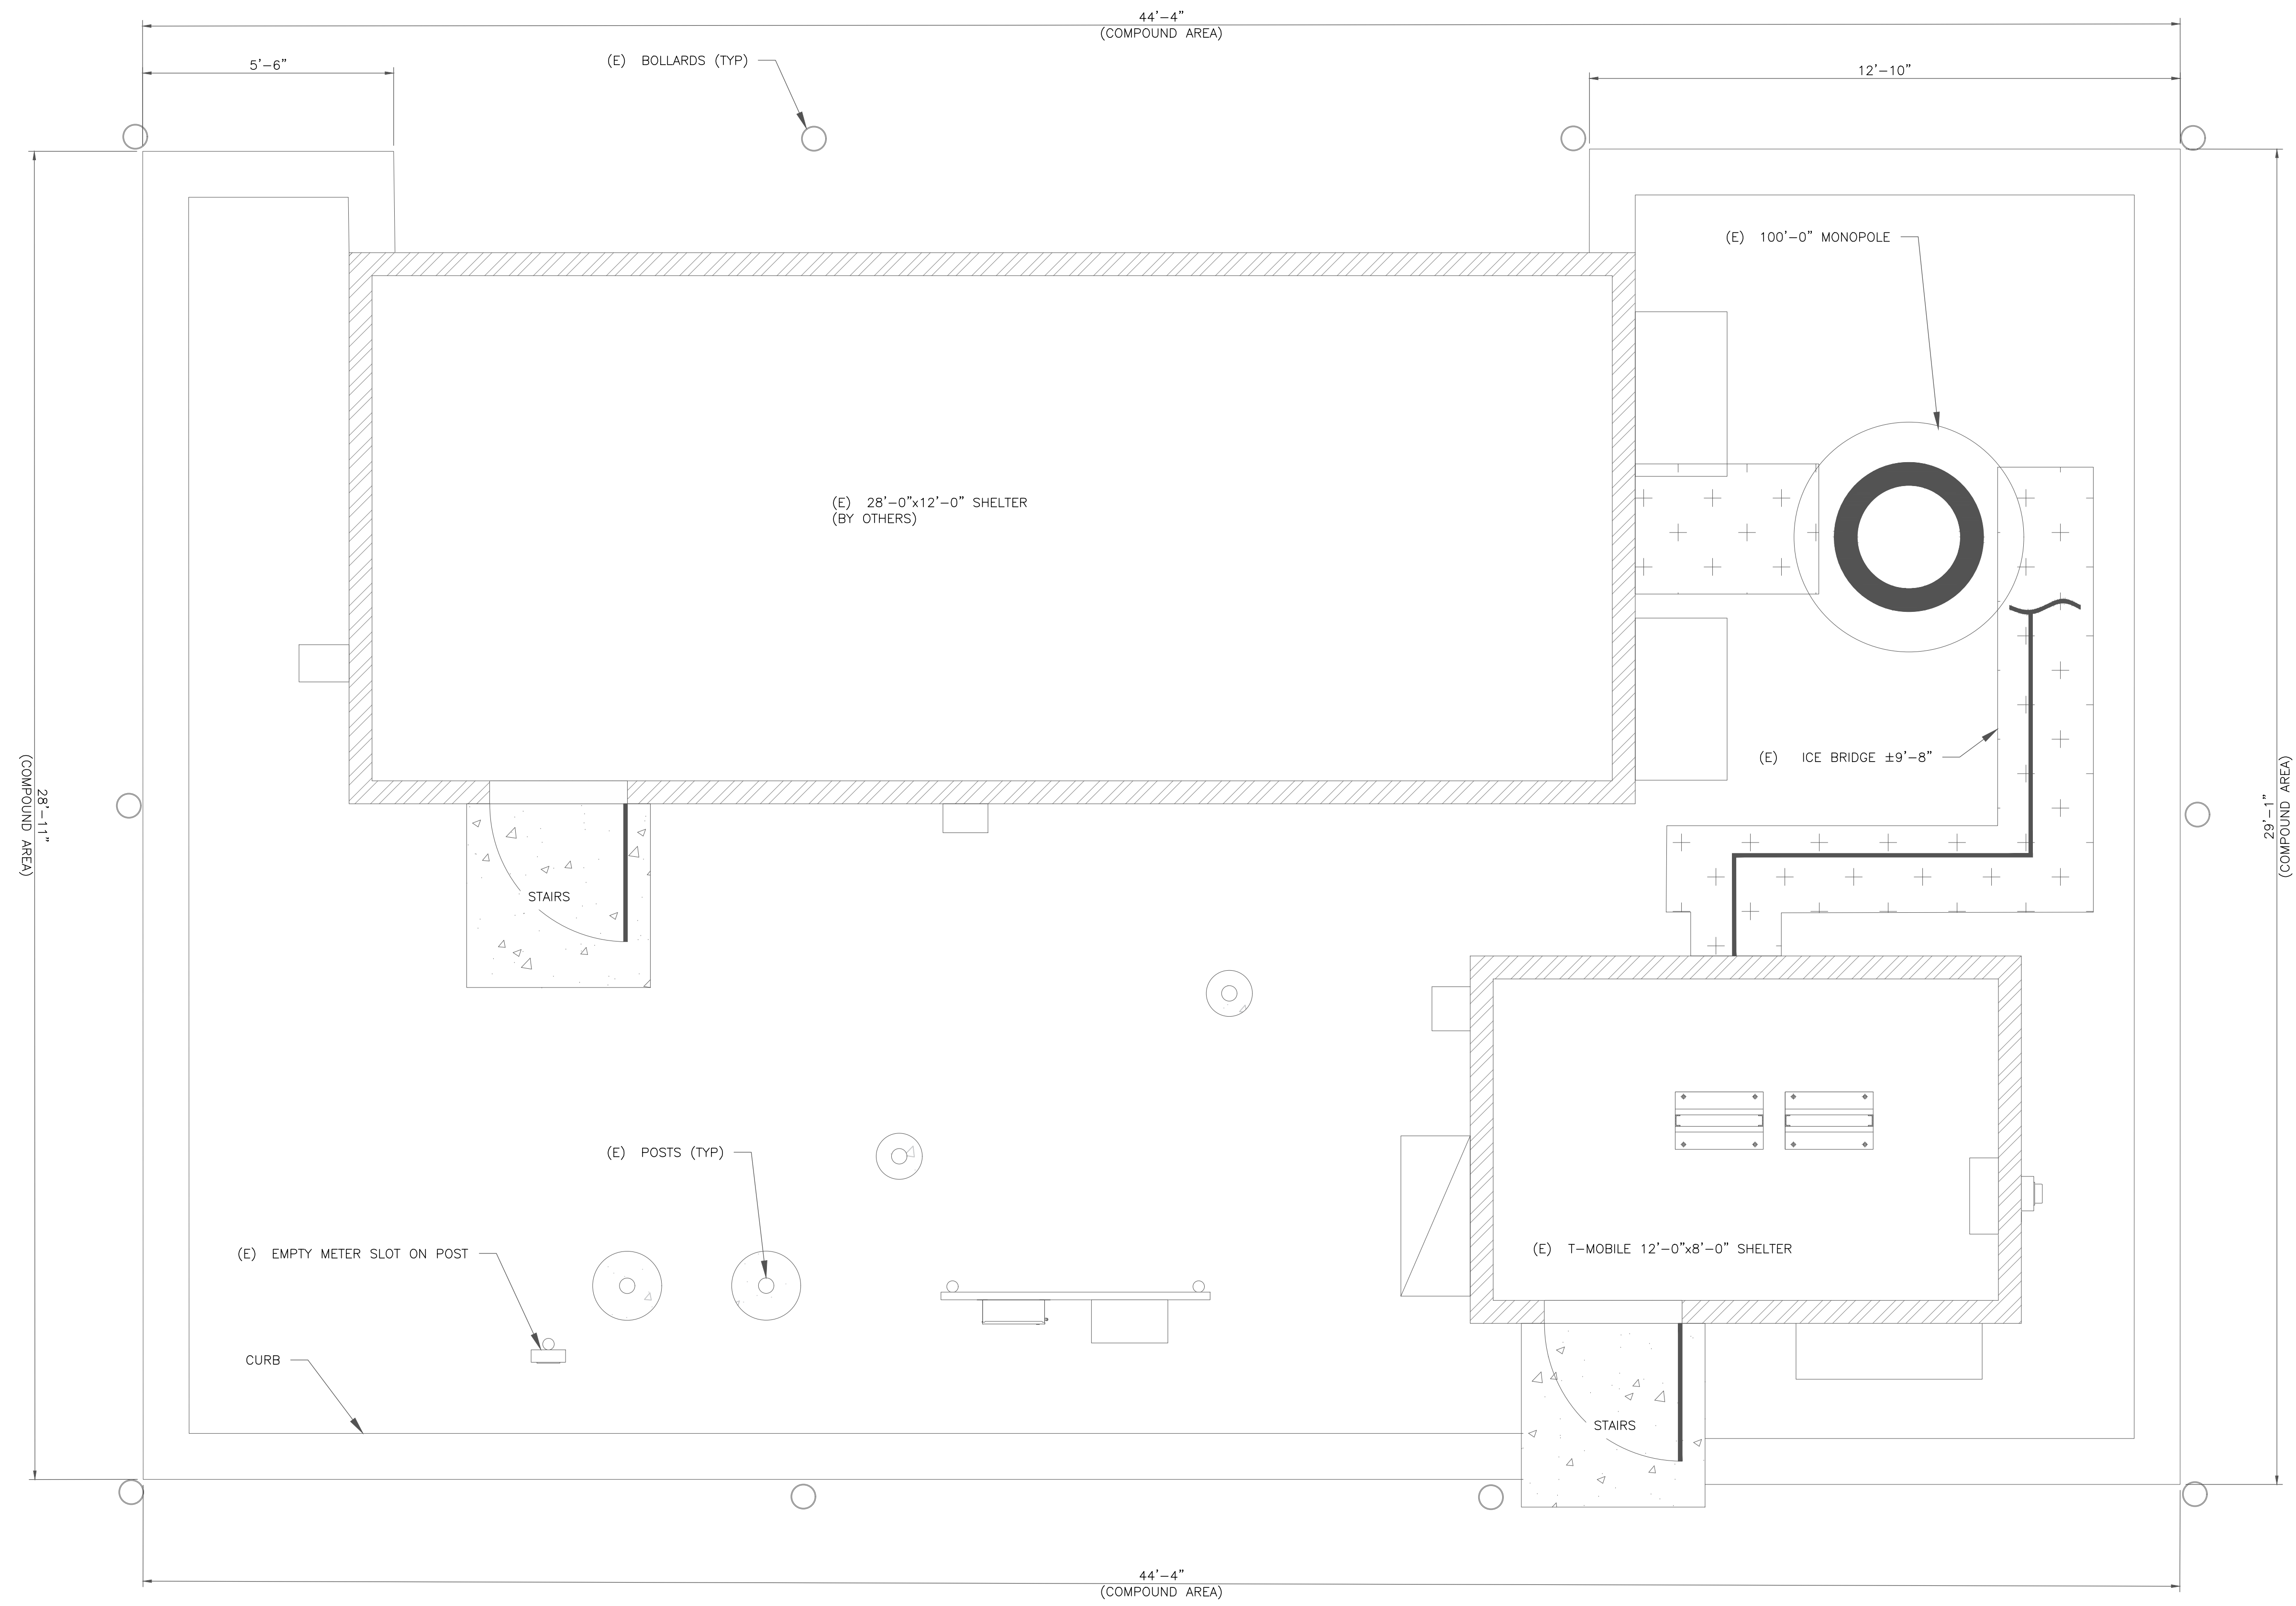 44'-4"
(COMPOUND AREA)
5'-6"
(E) BOLLARDS (TYP)
12'-10"
(E) 100'-0" MONOPOLE
(E) 28'-0"x12'-0" SHELTER
(BY OTHERS)
(E) ICE BRIDGE ±9'-8"
28'-11"
(COMPOUND AREA)
29'-1"
(COMPOUND AREA)
STAIRS
(E) POSTS (TYP)
(E) EMPTY METER SLOT ON POST
(E) T-MOBILE 12'-0"x8'-0" SHELTER
CURB
STAIRS
44'-4"
(COMPOUND AREA)